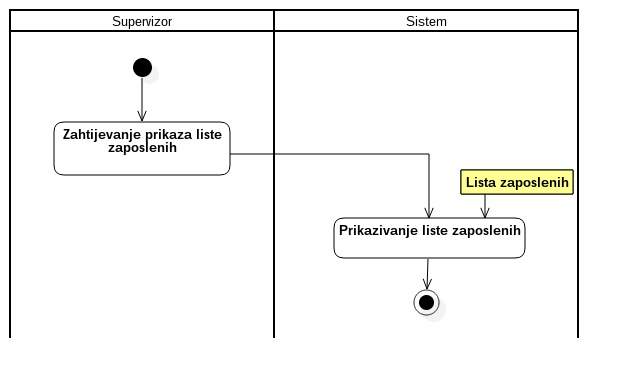 Supervizor
Sistem
Zahtijevanje prikaza liste
zaposlenih
Lista zaposlenih
Prikazivanje liste zaposlenih